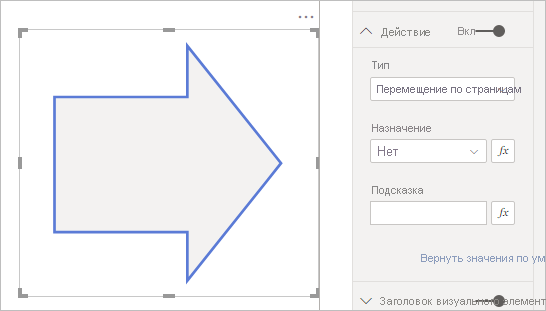 Действие Вкл
Тип
Перемещение по страницам
Назначение
Нет fx
Подсказка
fx
Вернуть значения по ум
Заголовок визуального элемент